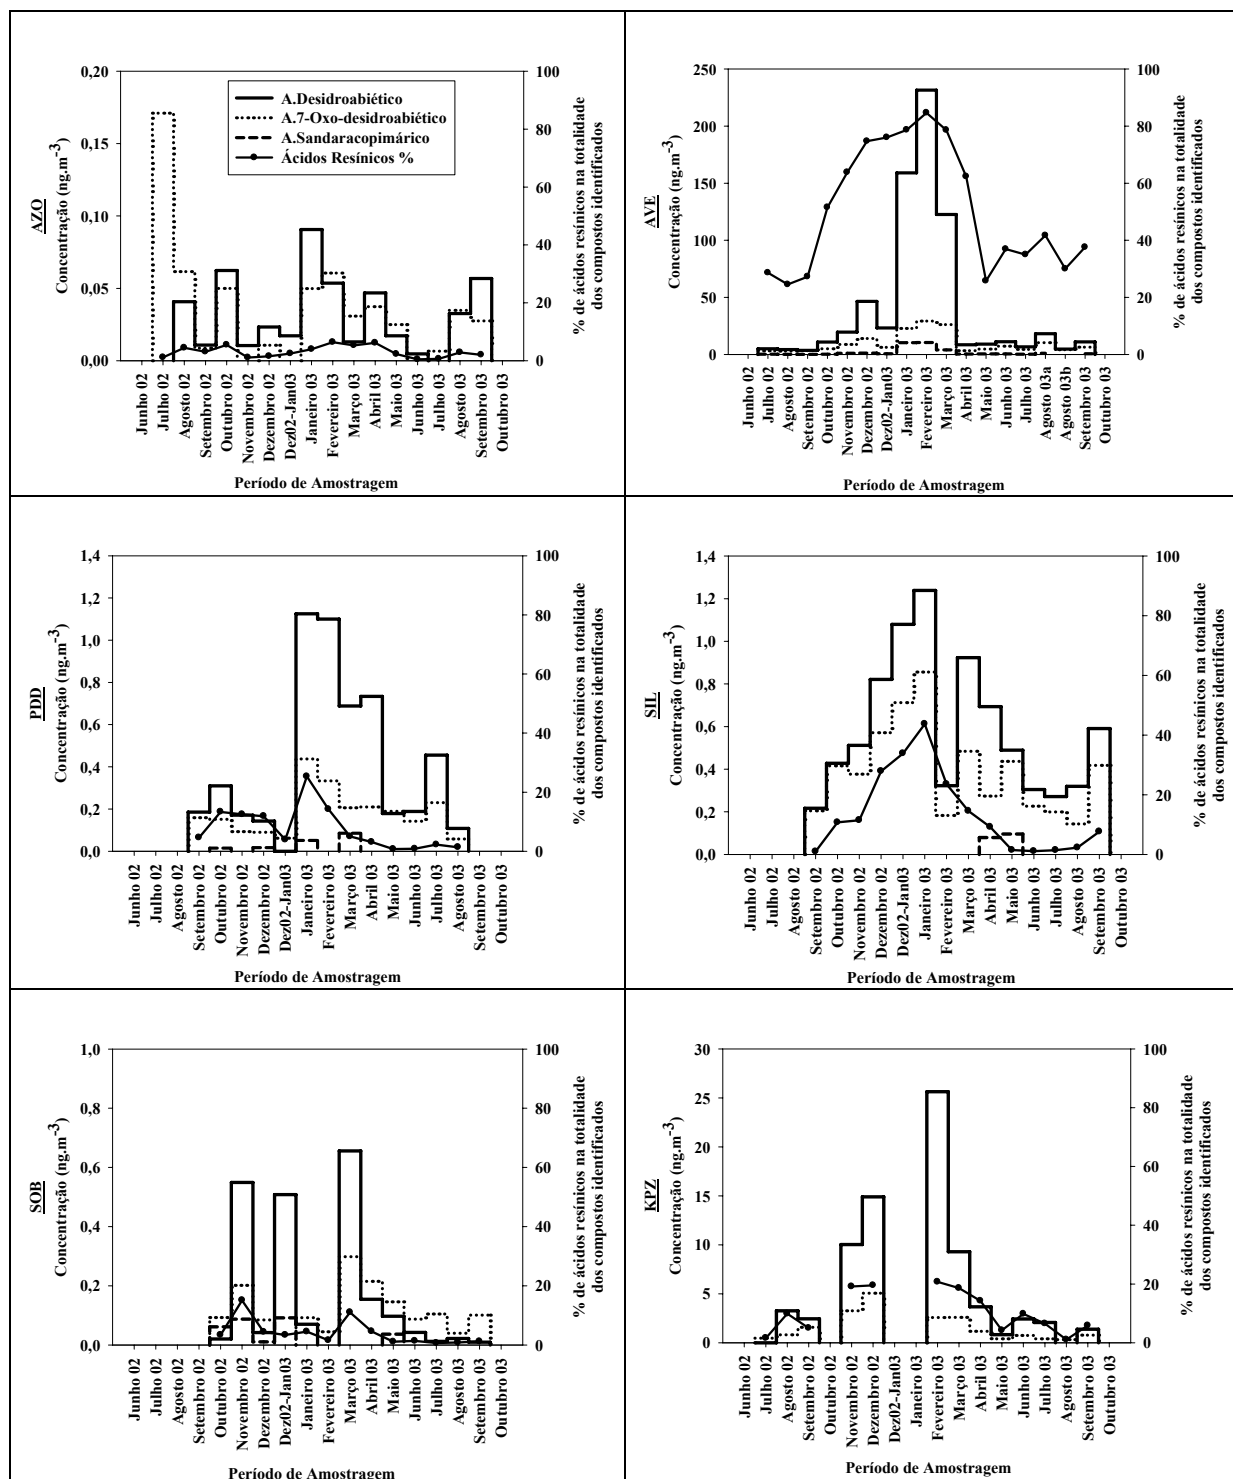 AZO
Concentração (ng.m-3)
0,20
0,15
0,10
0,05
0,00
A.Desidroabiético
A.7-Oxo-desidroabiético
A.Sandaracopimárico
Ácidos Resínicos %
100
80
60
40
20
0
% de ácidos resínicos na totalidade
dos compostos identificados
Junho 02
Julho 02
Agosto 02
Setembro 02
Outubro 02
Novembro 02
Dezembro 02
Dez02-Jan03
Janeiro 03
Fevereiro 03
Março 03
Abril 03
Maio 03
Junho 03
Julho 03
Agosto 03
Setembro 03
Outubro 03
Período de Amostragem
AVE
Concentração (ng.m-3)
250
200
150
100
50
0
100
80
60
40
20
0
% de ácidos resínicos na totalidade
dos compostos identificados
Junho 02
Julho 02
Agosto 02
Setembro 02
Outubro 02
Novembro 02
Dezembro 02
Dez02-Jan03
Janeiro 03
Fevereiro 03
Março 03
Abril 03
Maio 03
Junho 03
Julho 03
Agosto 03a
Agosto 03b
Setembro 03
Outubro 03
Período de Amostragem
PDD
Concentração (ng.m-3)
1,4
1,2
1,0
0,8
0,6
0,4
0,2
0,0
100
80
60
40
20
0
% de ácidos resínicos na totalidade
dos compostos identificados
Junho 02
Julho 02
Agosto 02
Setembro 02
Outubro 02
Novembro 02
Dezembro 02
Dez02-Jan03
Janeiro 03
Fevereiro 03
Março 03
Abril 03
Maio 03
Junho 03
Julho 03
Agosto 03
Setembro 03
Outubro 03
Período de Amostragem
SIL
Concentração (ng.m-3)
1,4
1,2
1,0
0,8
0,6
0,4
0,2
0,0
100
80
60
40
20
0
% de ácidos resínicos na totalidade
dos compostos identificados
Junho 02
Julho 02
Agosto 02
Setembro 02
Outubro 02
Novembro 02
Dezembro 02
Dez02-Jan03
Janeiro 03
Fevereiro 03
Março 03
Abril 03
Maio 03
Junho 03
Julho 03
Agosto 03
Setembro 03
Outubro 03
Período de Amostragem
SOB
Concentração (ng.m-3)
1,0
0,8
0,6
0,4
0,2
0,0
100
80
60
40
20
0
% de ácidos resínicos na totalidade
dos compostos identificados
Junho 02
Julho 02
Agosto 02
Setembro 02
Outubro 02
Novembro 02
Dezembro 02
Dez02-Jan03
Janeiro 03
Fevereiro 03
Março 03
Abril 03
Maio 03
Junho 03
Julho 03
Agosto 03
Setembro 03
Outubro 03
Período de Amostragem
KPZ
Concentração (ng.m-3)
30
25
20
15
10
5
0
100
80
60
40
20
0
% de ácidos resínicos na totalidade
dos compostos identificados
Junho 02
Julho 02
Agosto 02
Setembro 02
Outubro 02
Novembro 02
Dezembro 02
Dez02-Jan03
Janeiro 03
Fevereiro 03
Março 03
Abril 03
Maio 03
Junho 03
Julho 03
Agosto 03
Setembro 03
Outubro 03
Período de Amostragem